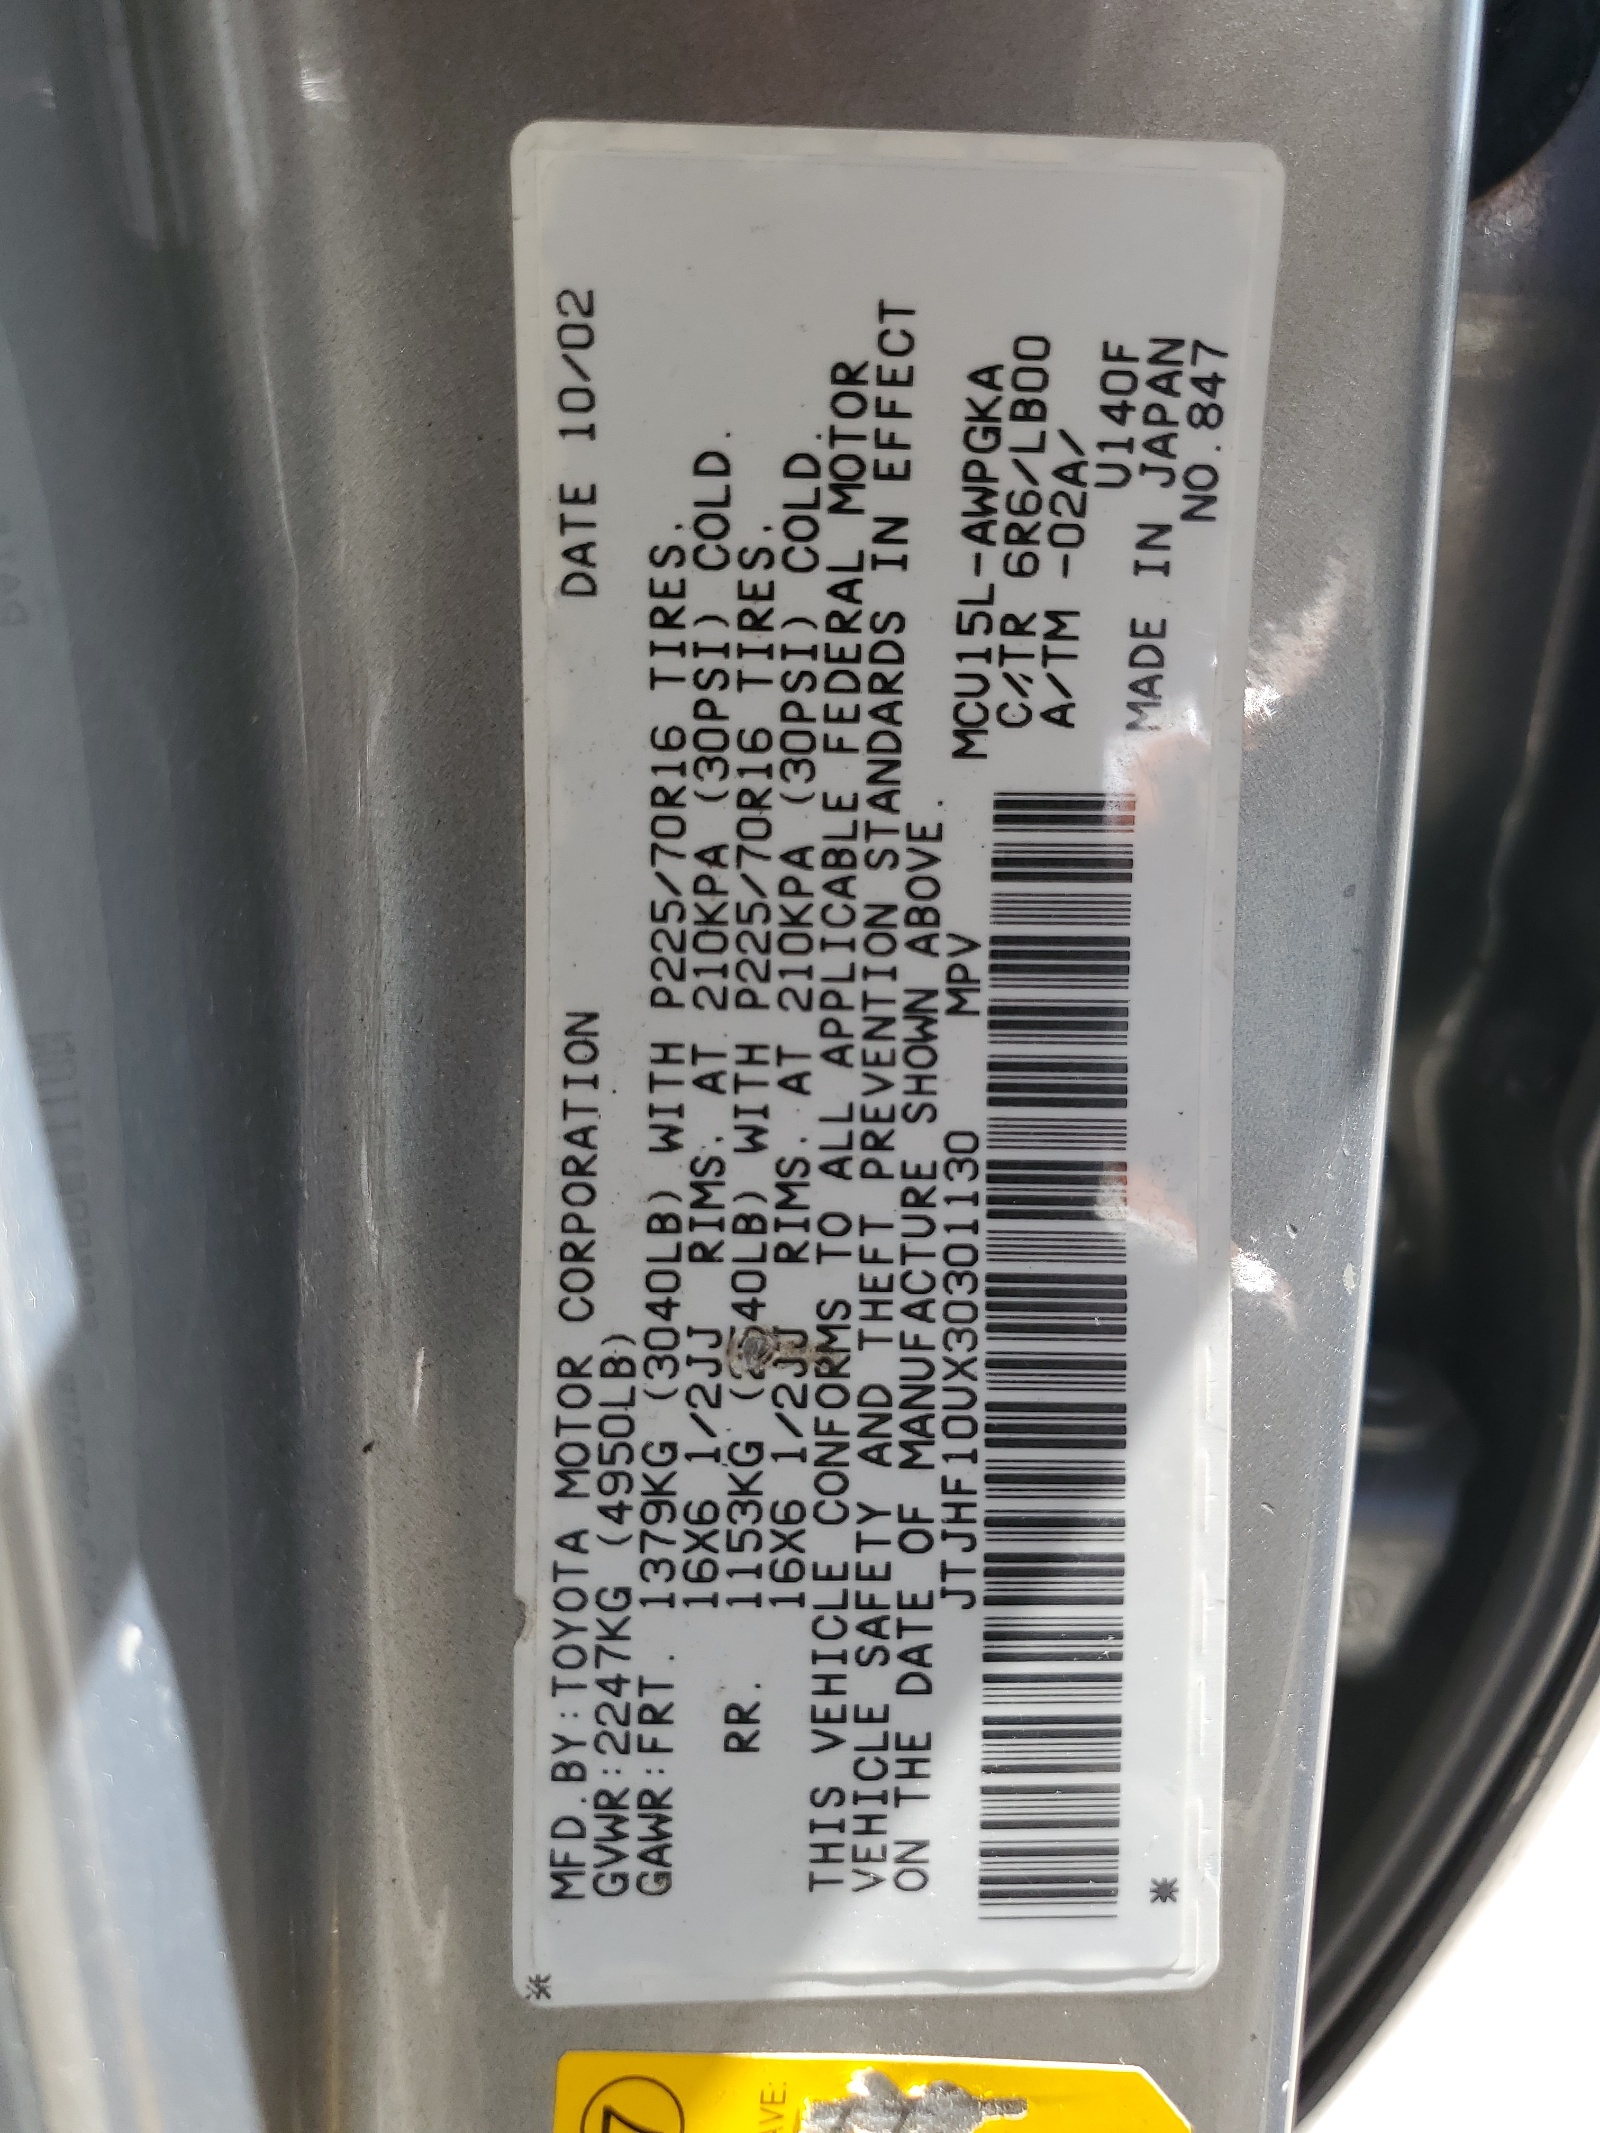 MFD.BY:TOYOTA MOTOR CORPORATION DATE 10/02
GVWR:2247KG (4950LB)
GAWR:FRT. 1379KG (3040LB) WITH P225/70R16 TIRES.
16X6 1/2JJ RIMS. AT 210KPA (30PSI) COLD.
RR. 1153KG ( 40LB) WITH P225/70R16 TIRES.
16X6 1/2JJ RIMS. AT 210KPA (30PSI) COLD.
THIS VEHICLE CONFORMS TO ALL APPLICABLE FEDERAL MOTOR
VEHICLE SAFETY AND THEFT PREVENTION STANDARDS IN EFFECT
ON THE DATE OF MANUFACTURE SHOWN ABOVE.
JTJHF10UX30301130 MPV
MCU15L-AWPGKA
C/TR 6R6/LB00
A/TM -02A/
U140F
MADE IN JAPAN
NO.847
7
AVE: